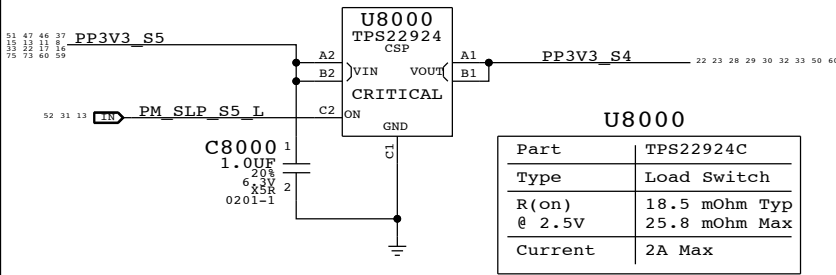 51 47 46 37
15 13 11 8
33 22 17 16
75 73 60 59
PP3V3_S5
U8000
TPS22924
CSP
A2
B2
VIN
VOUT
A1
B1
PP3V3_S4
22 23 28 29 30 32 33 50 60
CRITICAL
52 31 13
IN
PM_SLP_S5_L
C2
ON
GND
C1
C8000
1
1.0UF
20%
6.3V
X5R
0201-1
2
U8000
Part TPS22924C
Type Load Switch
R(on) 18.5 mOhm Typ
@ 2.5V 25.8 mOhm Max
Current 2A Max